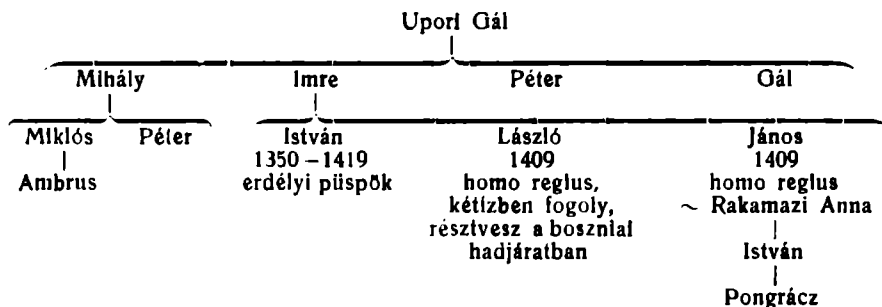 Upori Gál
Mihály Imre Péter Gál
Miklós Péter István László János
1350–1419 1409 1409
Ambrus erdélyi püspök homo regius, homo regius
kétízben fogoly, ~ Rakamazi Anna
résztvesz a boszniai
hadjáratban István
Pongrácz